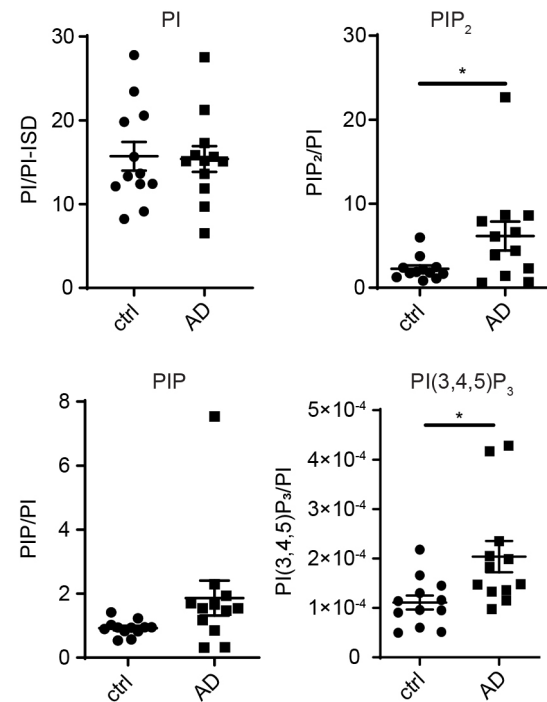 PI
30
20
10
0
PI/PI-ISD
ctrl
AD
PIP₂
30
20
10
0
PIP₂/PI
*
ctrl
AD
PIP
8
6
4
2
0
PIP/PI
ctrl
AD
PI(3,4,5)P₃
5×10⁻⁴
4×10⁻⁴
3×10⁻⁴
2×10⁻⁴
1×10⁻⁴
0
PI(3,4,5)P₃/PI
*
ctrl
AD